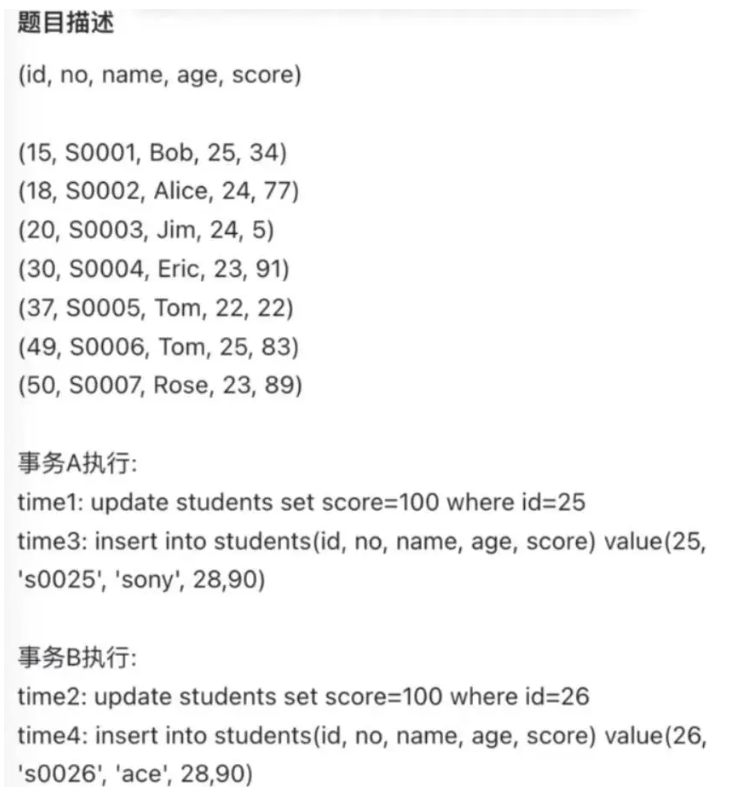 题目描述
(id, no, name, age, score)
(15, S0001, Bob, 25, 34)
(18, S0002, Alice, 24, 77)
(20, S0003, Jim, 24, 5)
(30, S0004, Eric, 23, 91)
(37, S0005, Tom, 22, 22)
(49, S0006, Tom, 25, 83)
(50, S0007, Rose, 23, 89)
事务A执行:
time1: update students set score=100 where id=25
time3: insert into students(id, no, name, age, score) value(25,
's0025', 'sony', 28,90)
事务B执行:
time2: update students set score=100 where id=26
time4: insert into students(id, no, name, age, score) value(26,
's0026', 'ace', 28,90)